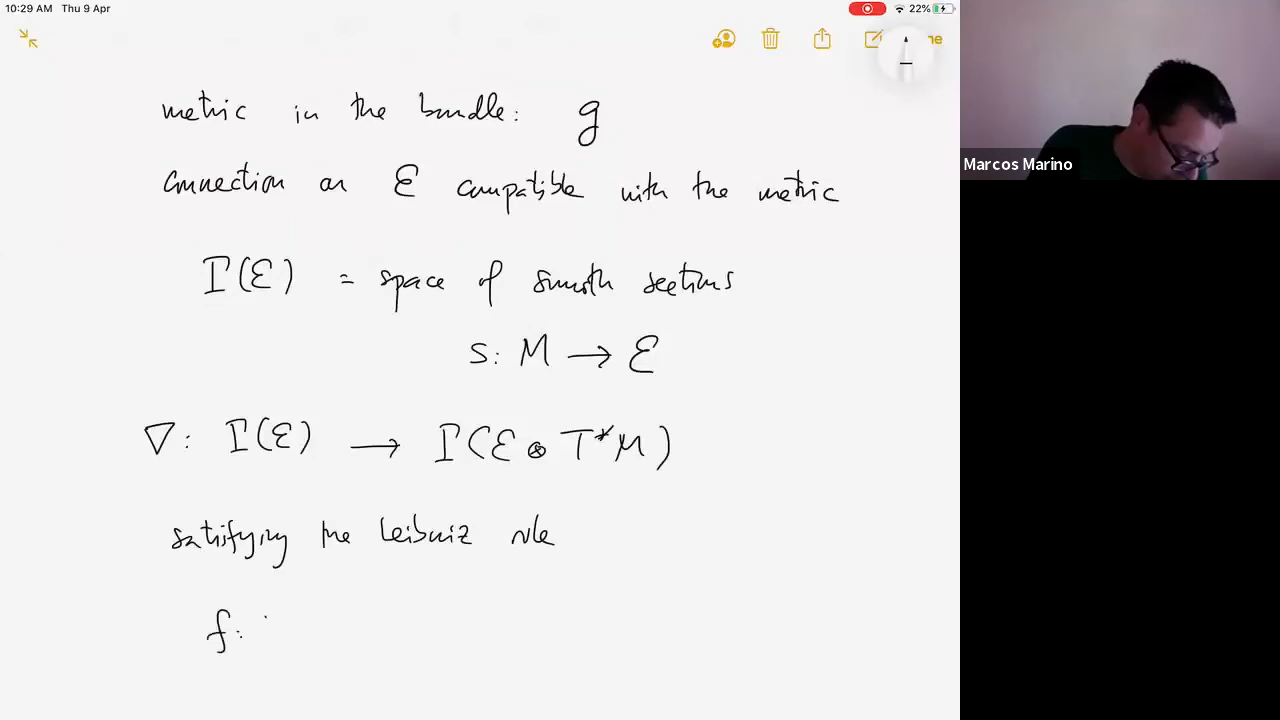 10:29 AM Thu 9 Apr
22%
metric in the bundle: g
connection on ℰ compatible with the metric
Γ(ℰ) = space of smooth sections
s: M → ℰ
∇: Γ(ℰ) → Γ(ℰ ⊗ T*M)
satisfying the Leibniz rule
f:
Marcos Marino